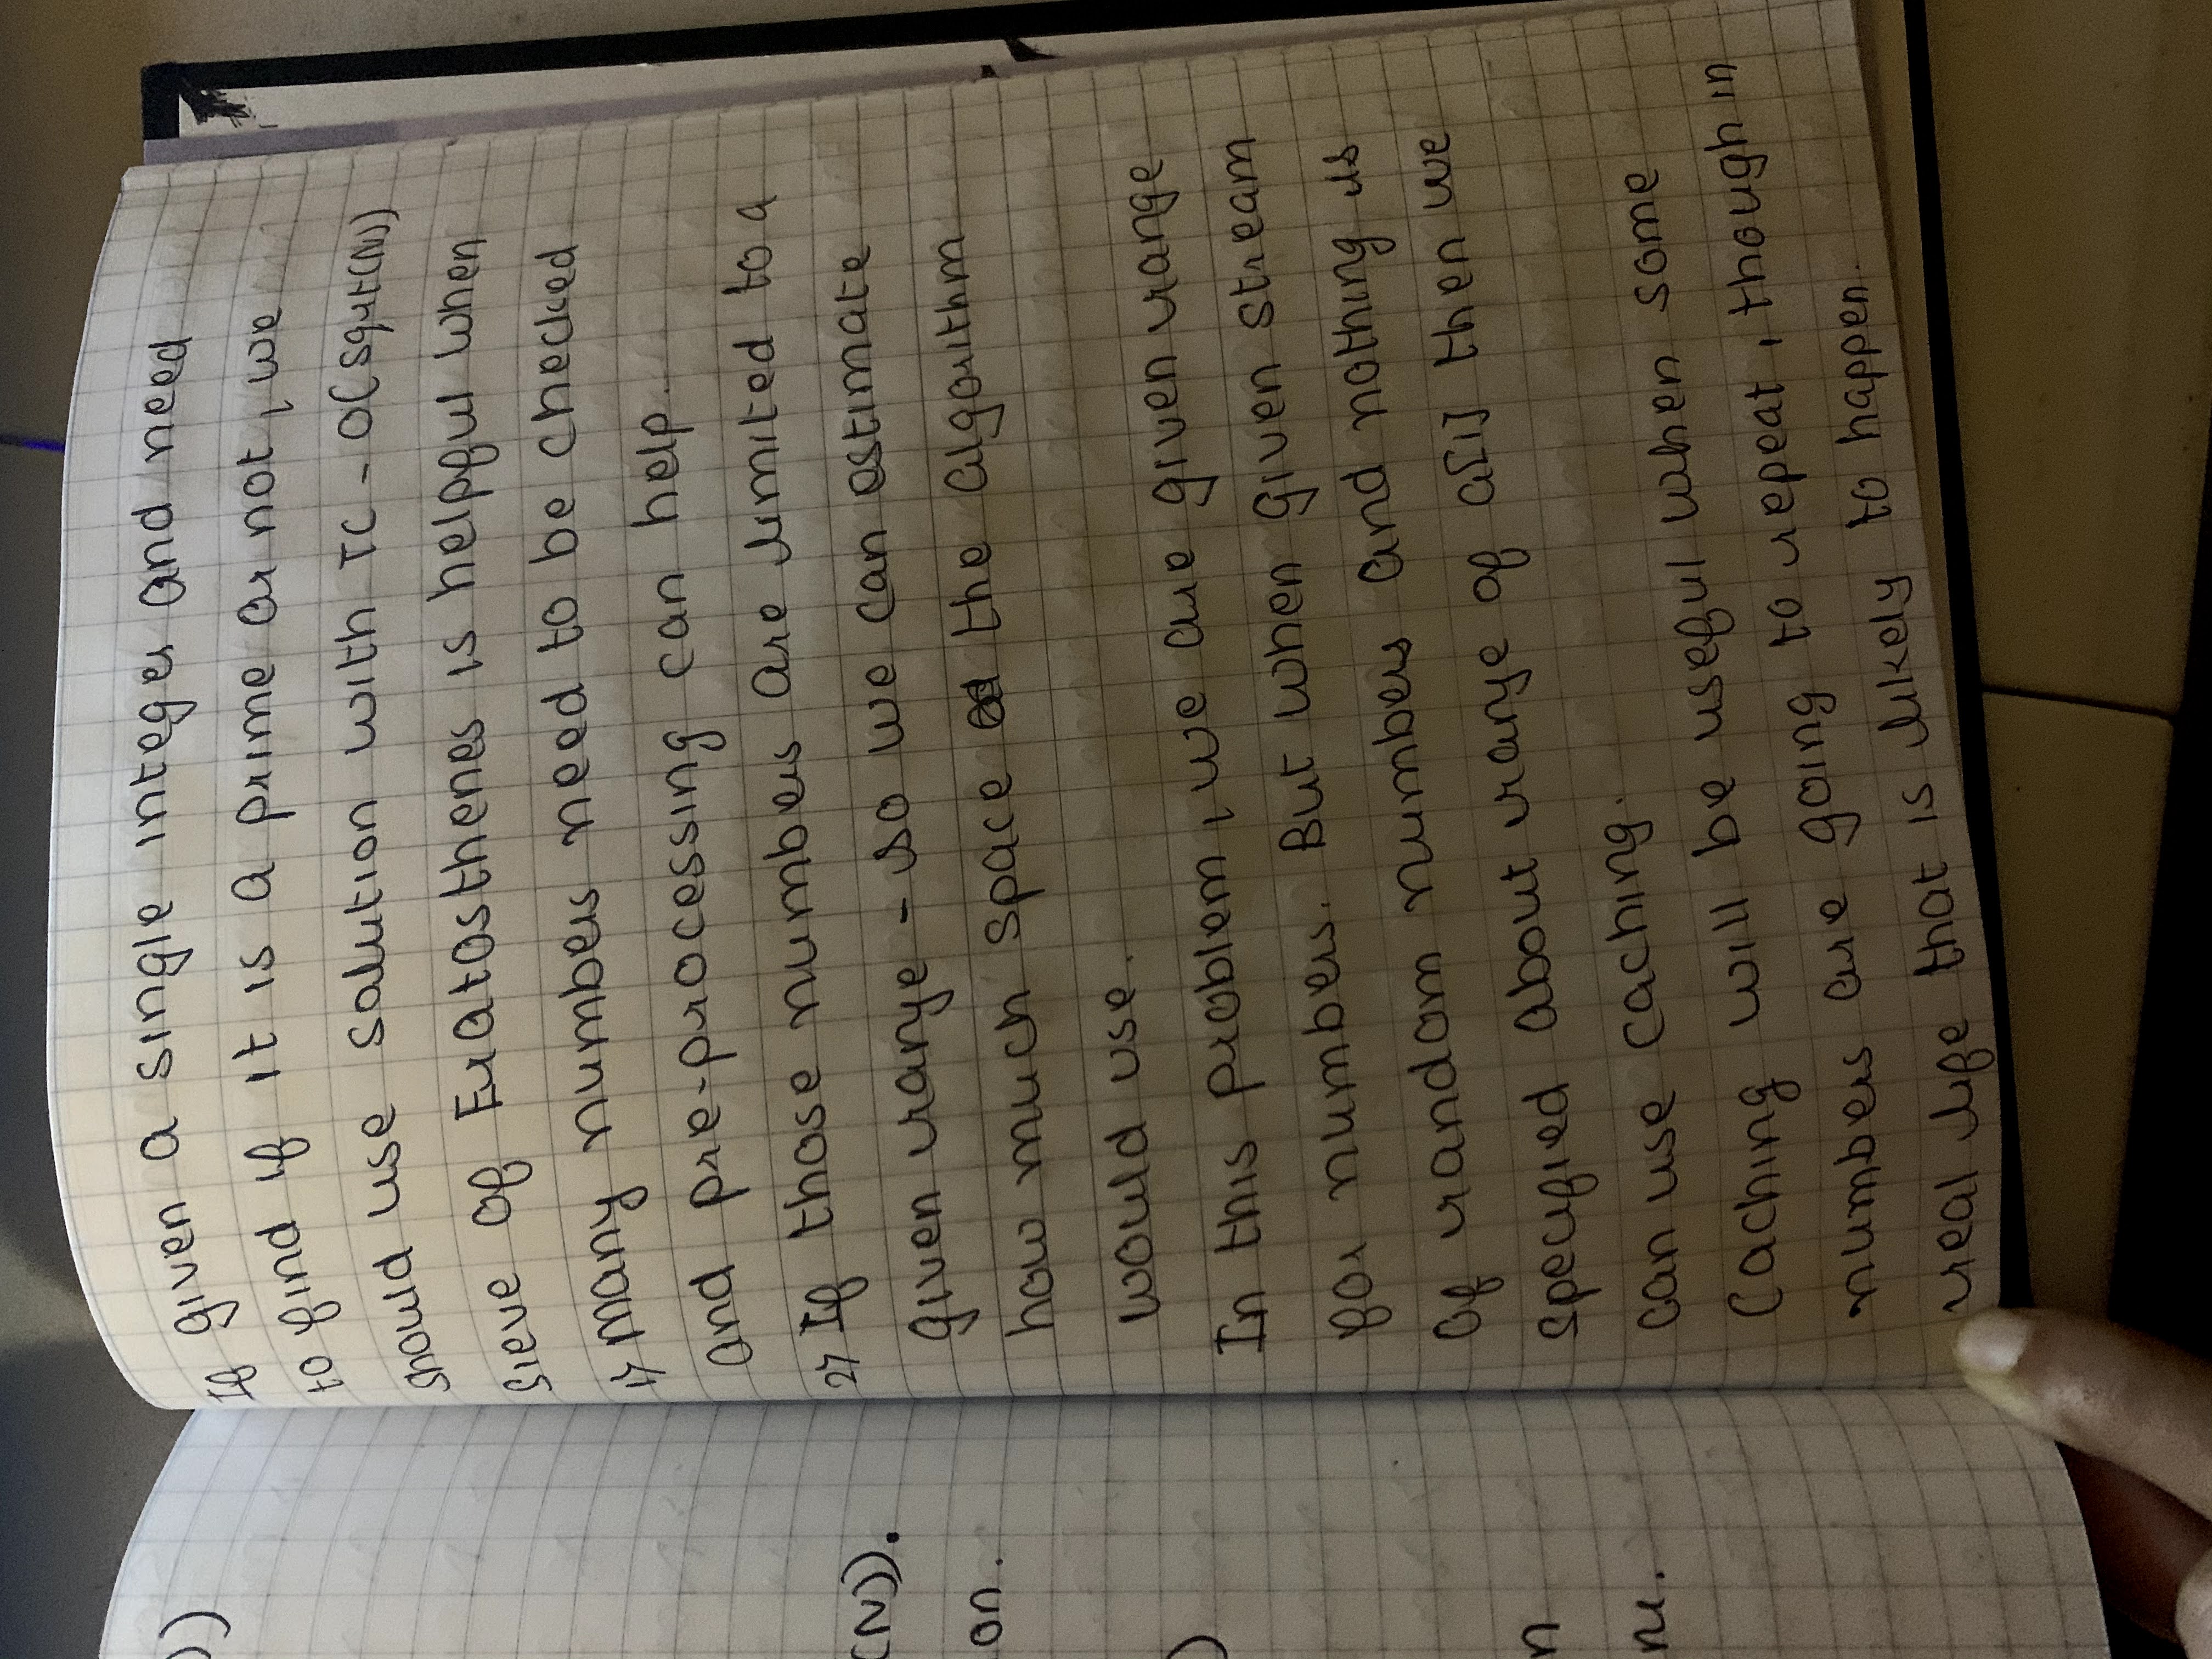 If given a single integer and need
to find if it is a prime or not, we
should use solution with TC - O(sqrt(N))
Sieve of Eratosthenes is helpful when
1) many numbers need to be checked
and pre-processing can help.
2) If those numbers are limited to a
given range - so we can estimate
how much space the algorithm
would use.
In this problem, we are given range
for numbers. But when given stream
of random numbers and nothing is
specified about range of a[i] then we
can use caching.
Caching will be useful when some
numbers are going to repeat, though in
real life that is likely to happen.
)
(N)).
on.
)
n